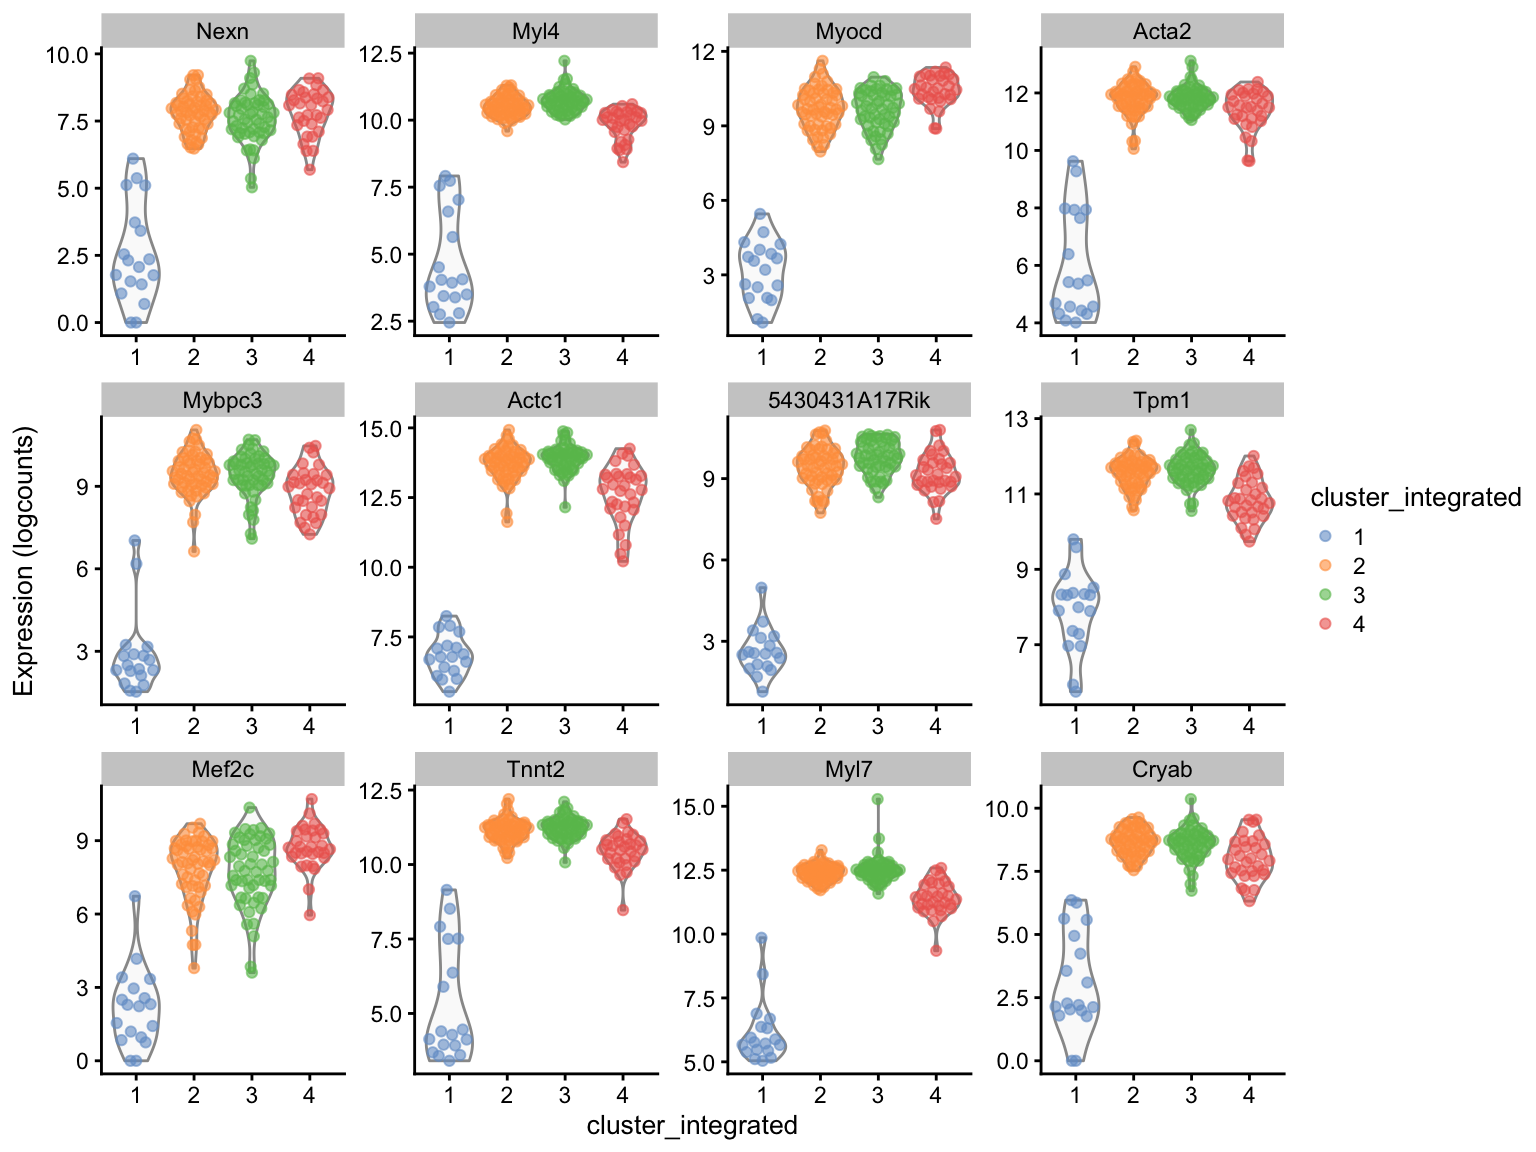 Nexn Myl4 Myocd Acta2
10.0 7.5 5.0 2.5 0.0
12.5 10.0 7.5 5.0 2.5
12 9 6 3
12 10 8 6 4
1 2 3 4 1 2 3 4 1 2 3 4 1 2 3 4
Mybpc3 Actc1 5430431A17Rik Tpm1
9 6 3
15.0 12.5 10.0 7.5
9 6 3
13 11 9 7
1 2 3 4 1 2 3 4 1 2 3 4 1 2 3 4
Mef2c Tnnt2 Myl7 Cryab
9 6 3 0
12.5 10.0 7.5 5.0
15.0 12.5 10.0 7.5 5.0
10.0 7.5 5.0 2.5 0.0
1 2 3 4 1 2 3 4 1 2 3 4 1 2 3 4
Expression (logcounts)
cluster_integrated
cluster_integrated
1
2
3
4